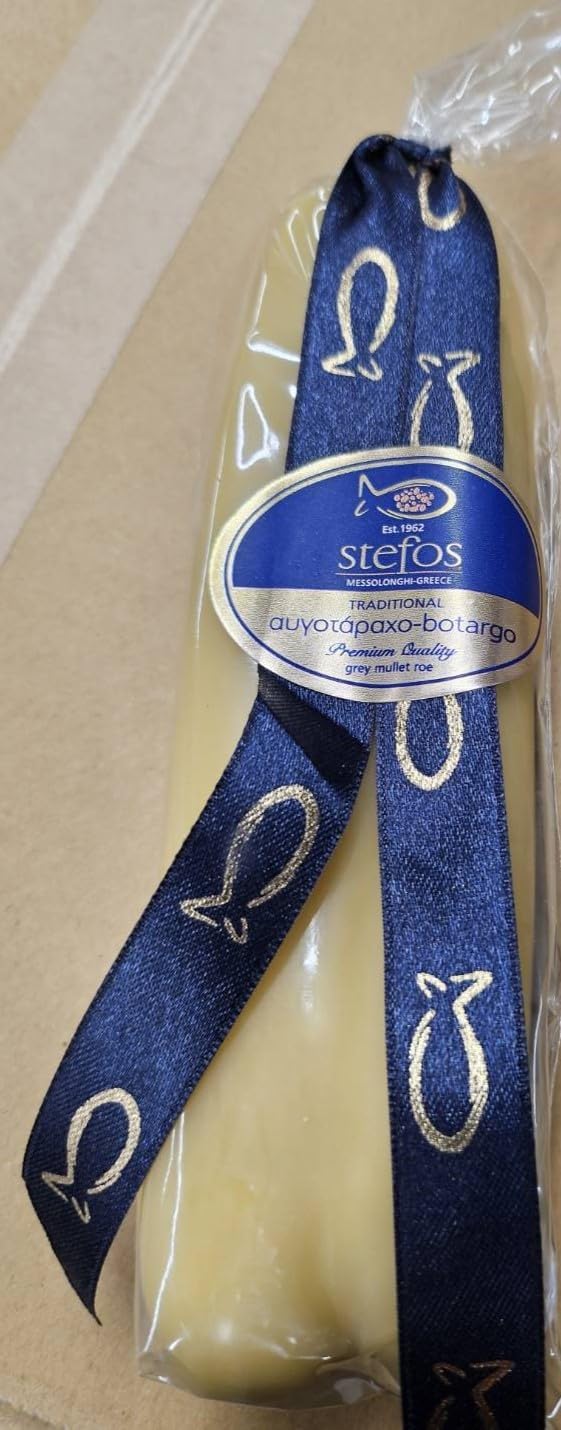 Est.1962
stefos
MESSOLONGHI-GREECE
TRADITIONAL
αυγοτάραχο-botargo
Premium Quality
grey mullet roe